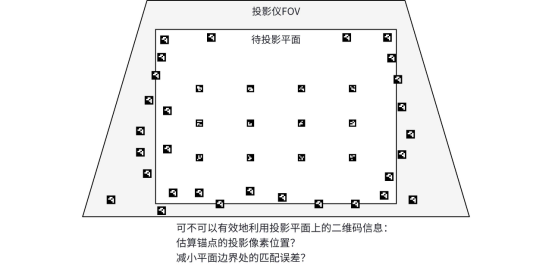 投影仪FOV
待投影平面
可不可以有效地利用投影平面上的二维码信息:
估算锚点的投影像素位置?
减小平面边界处的匹配误差?